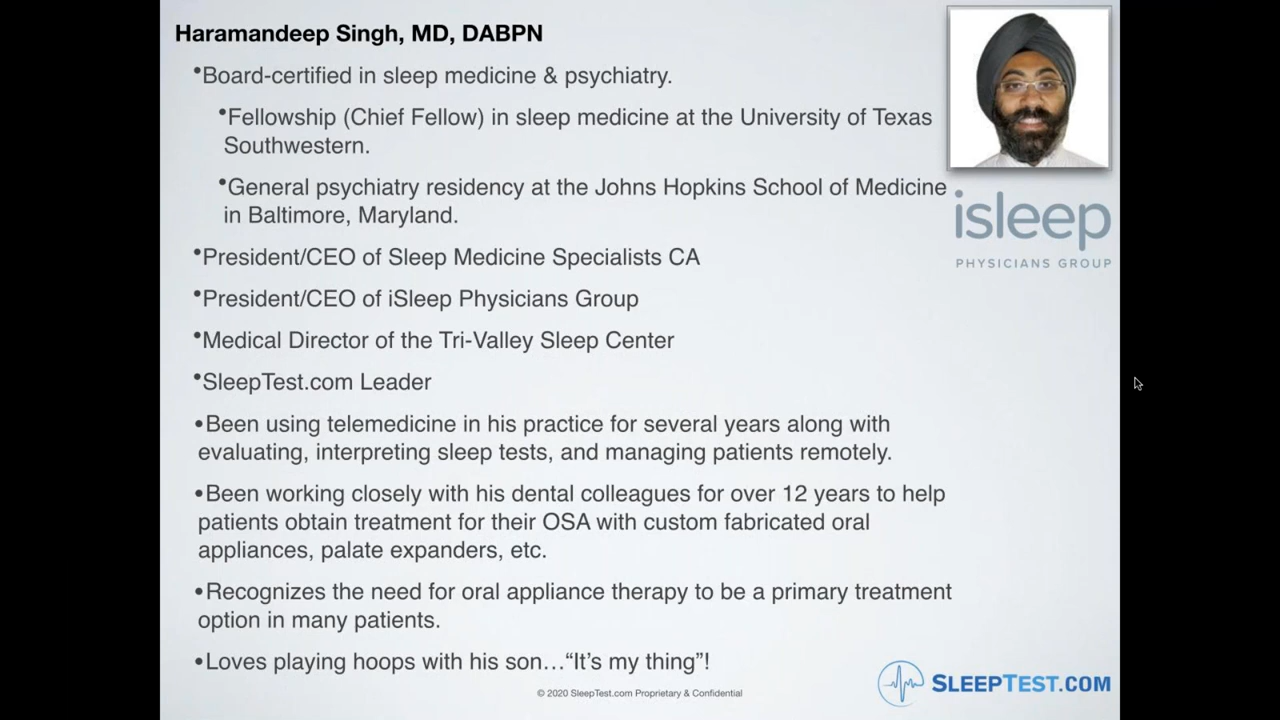 Haramandeep Singh, MD, DABPN
•Board-certified in sleep medicine & psychiatry.
•Fellowship (Chief Fellow) in sleep medicine at the University of Texas
Southwestern.
•General psychiatry residency at the Johns Hopkins School of Medicine
in Baltimore, Maryland.
isleep
PHYSICIANS GROUP
•President/CEO of Sleep Medicine Specialists CA
•President/CEO of iSleep Physicians Group
•Medical Director of the Tri-Valley Sleep Center
•SleepTest.com Leader
•Been using telemedicine in his practice for several years along with
evaluating, interpreting sleep tests, and managing patients remotely.
•Been working closely with his dental colleagues for over 12 years to help
patients obtain treatment for their OSA with custom fabricated oral
appliances, palate expanders, etc.
•Recognizes the need for oral appliance therapy to be a primary treatment
option in many patients.
•Loves playing hoops with his son…“It’s my thing”!
© 2020 SleepTest.com Proprietary & Confidential
SLEEPTEST.COM